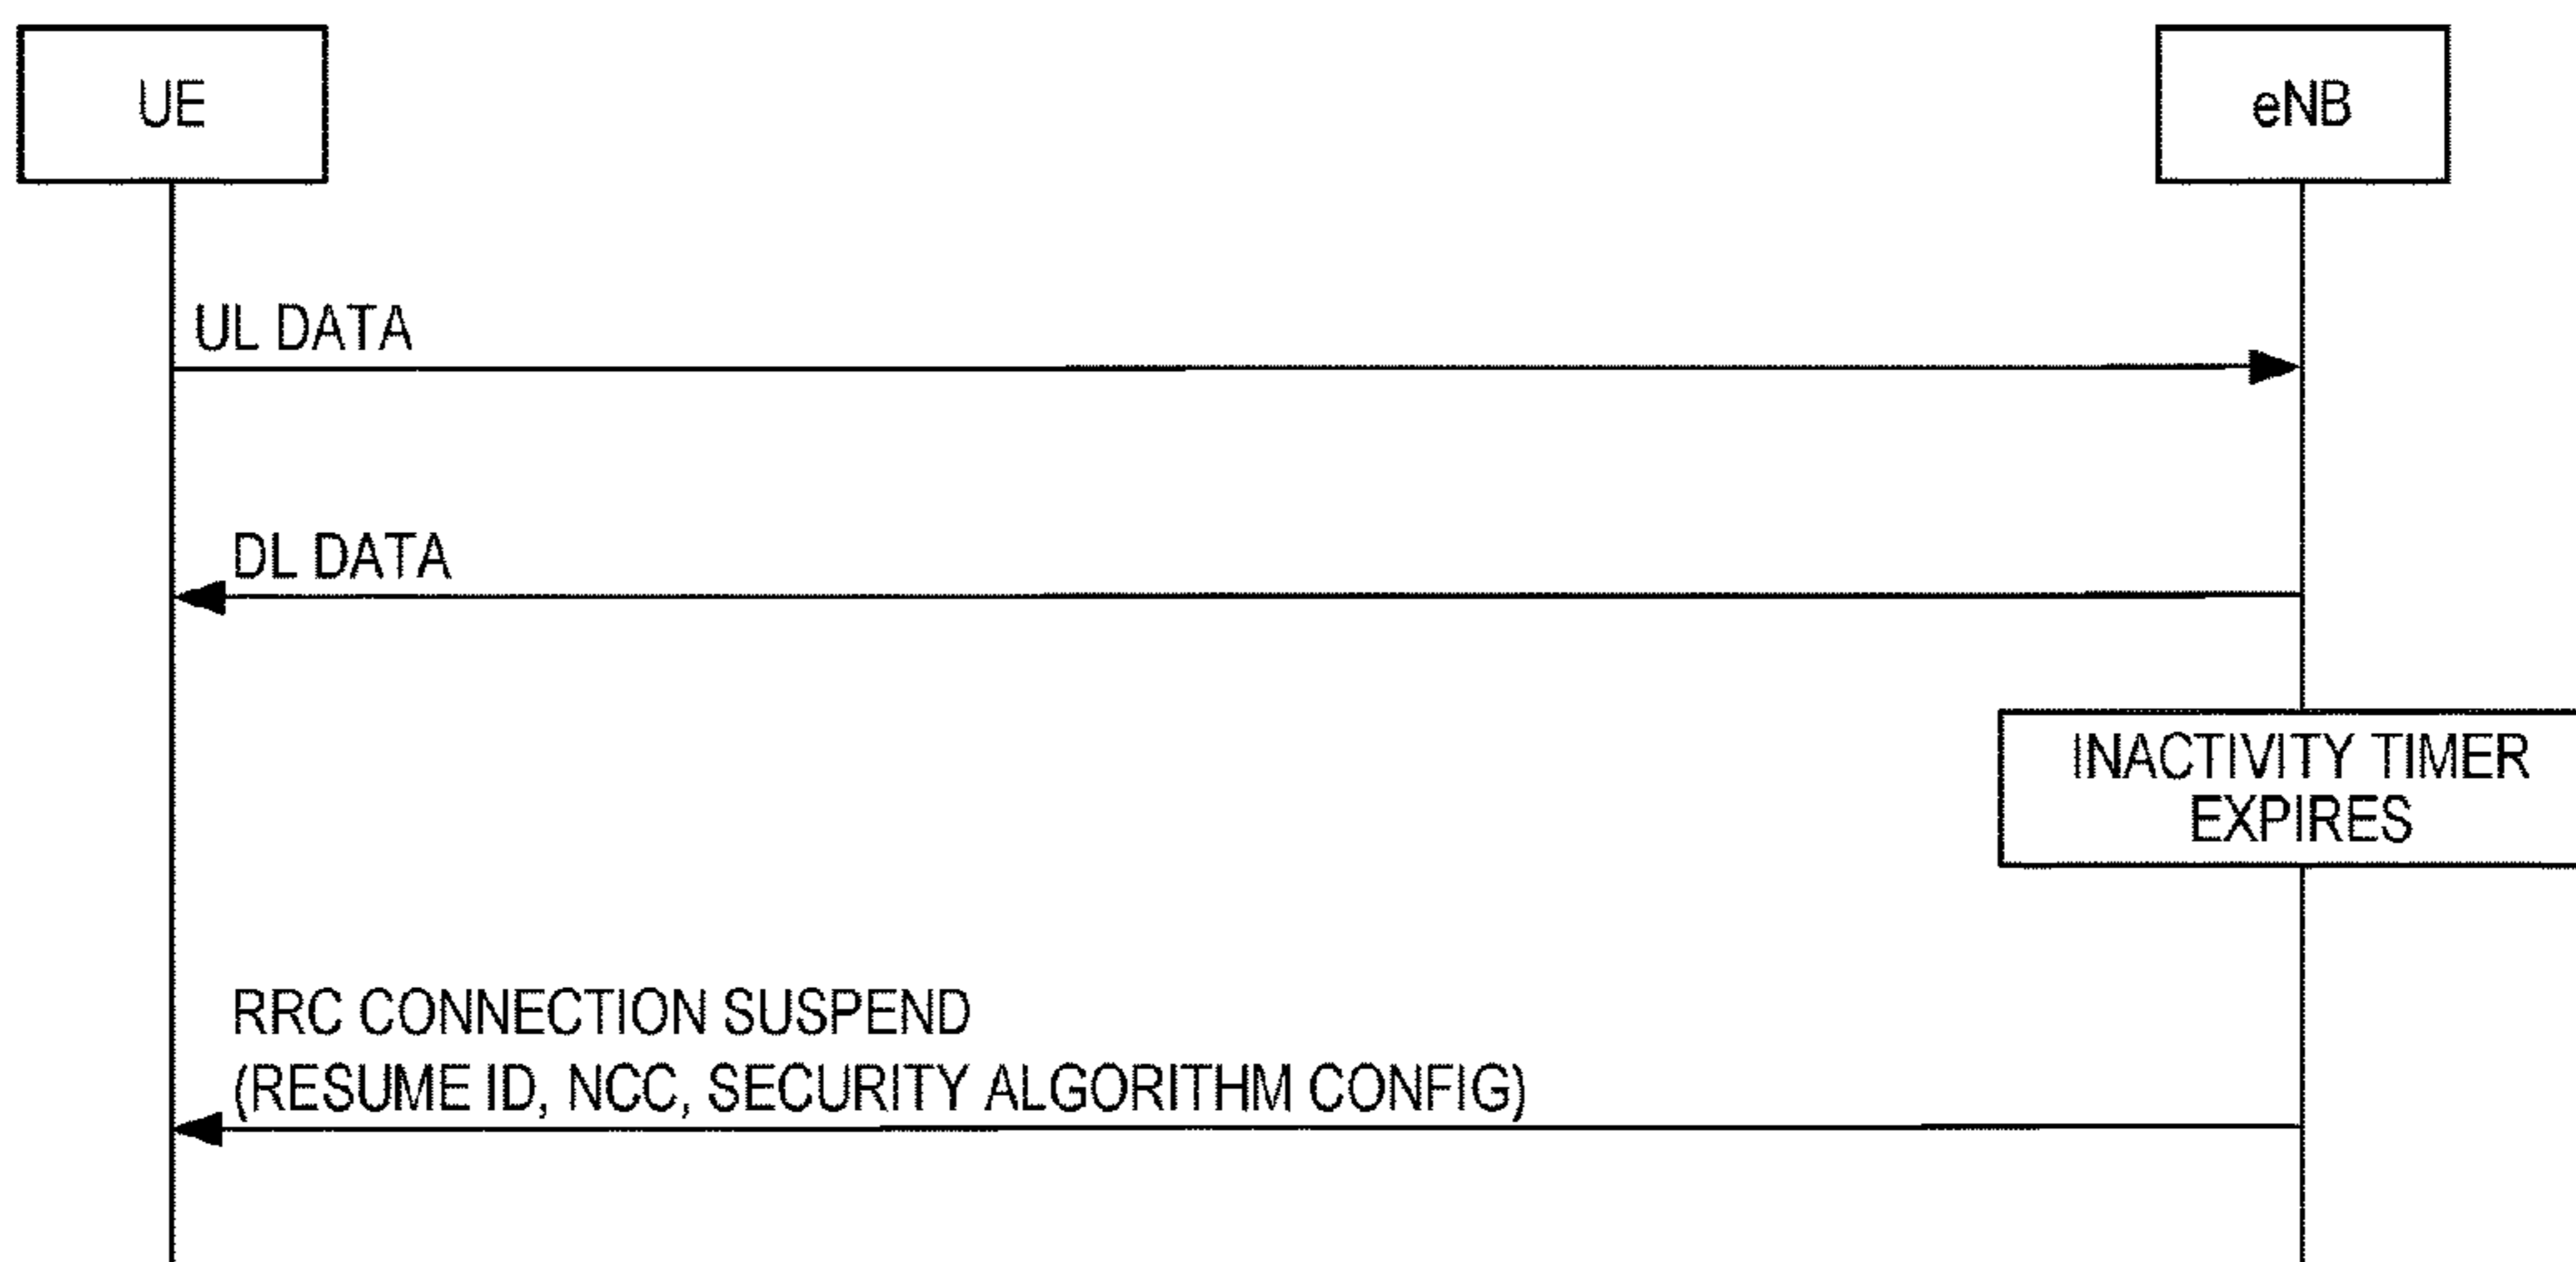 UE
eNB
UL DATA
DL DATA
INACTIVITY TIMER
EXPIRES
RRC CONNECTION SUSPEND
(RESUME ID, NCC, SECURITY ALGORITHM CONFIG)